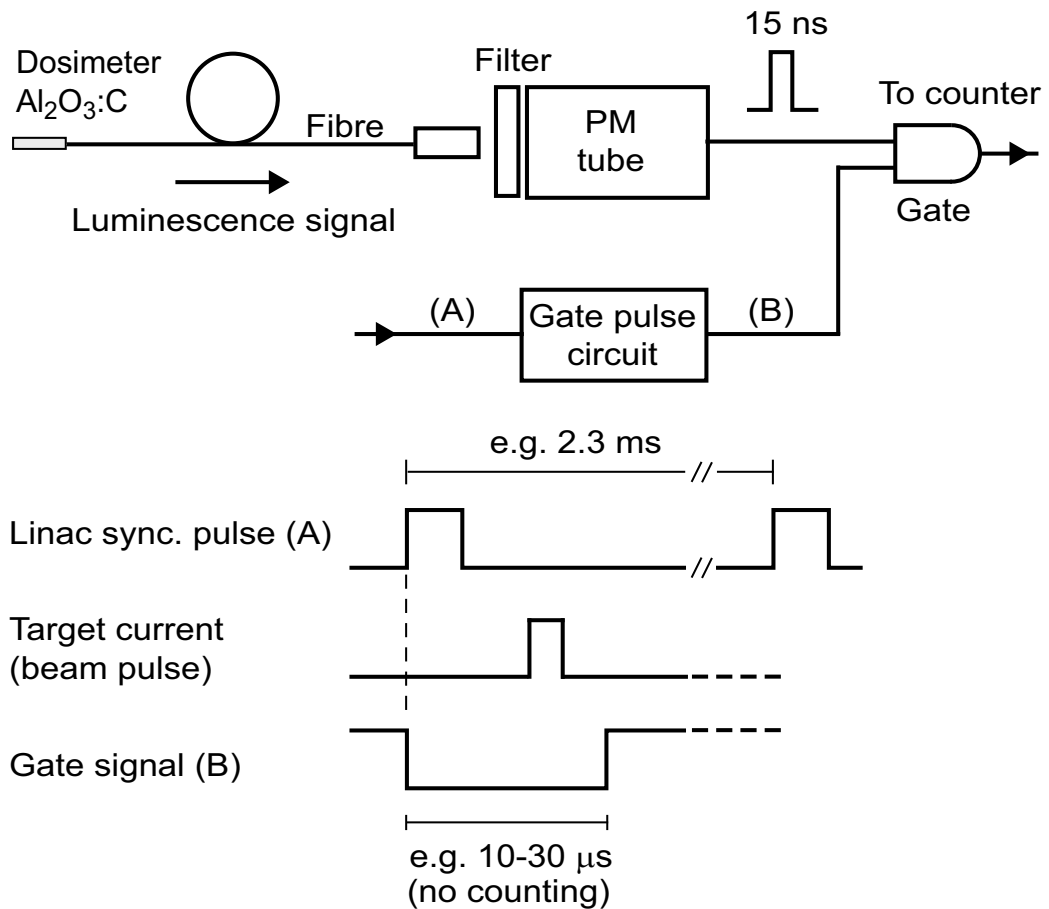 15 ns
Dosimeter
Al₂O₃:C
Filter
To counter
Fibre
PM
tube
Gate
Luminescence signal
(A)
Gate pulse
circuit
(B)
e.g. 2.3 ms
Linac sync. pulse (A)
Target current
(beam pulse)
Gate signal (B)
e.g. 10-30 μs
(no counting)